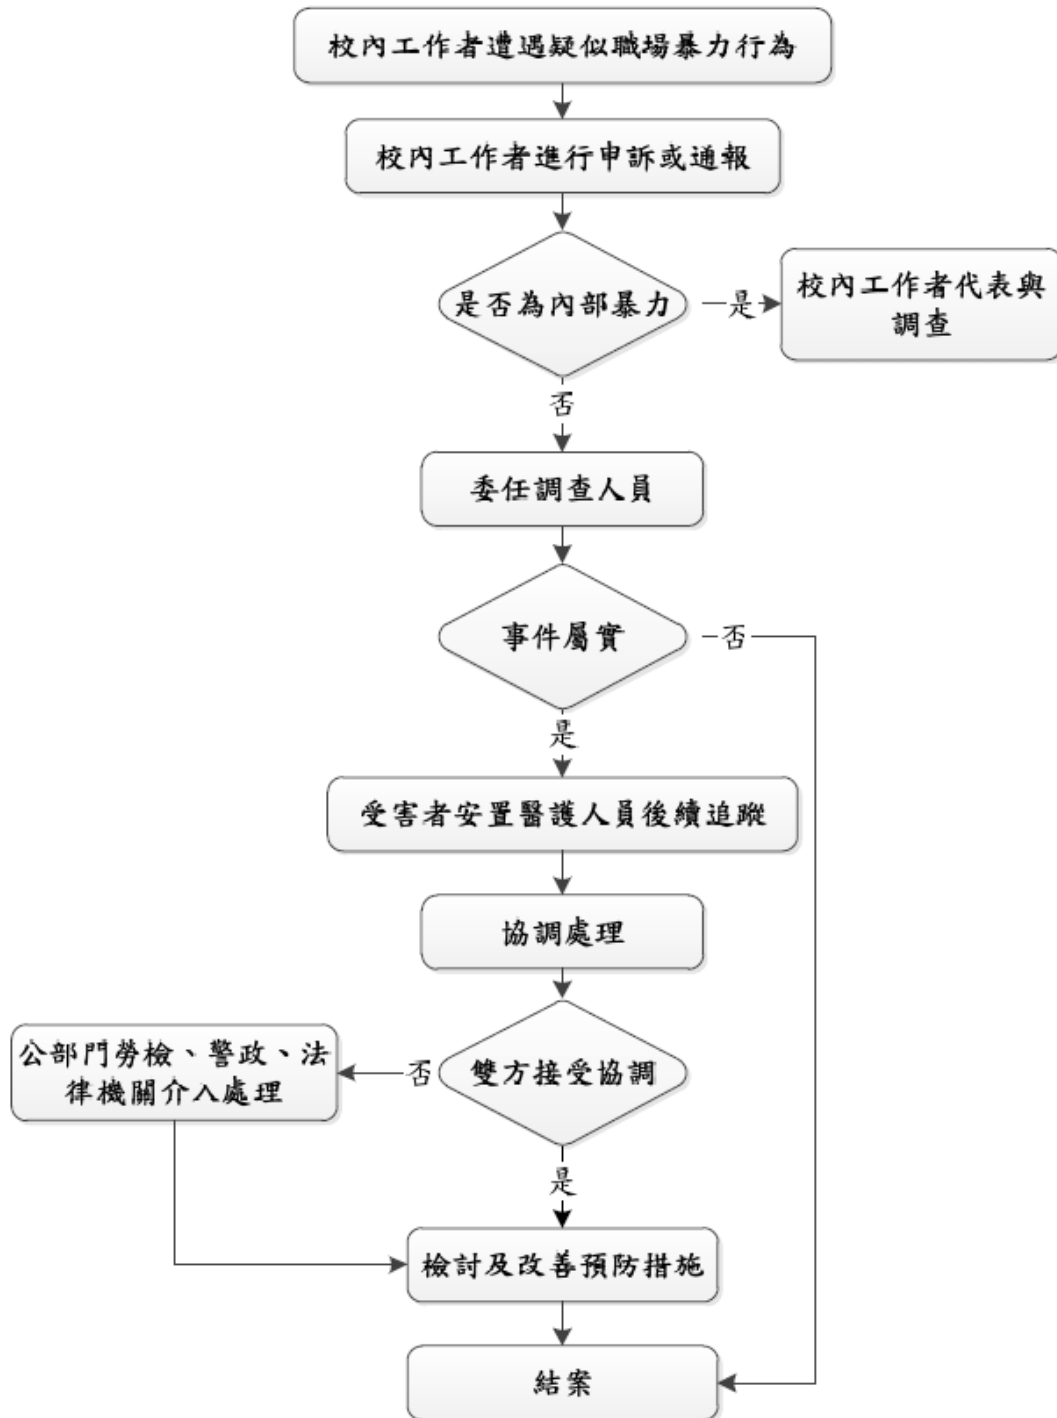 校內工作者遭遇疑似職場暴力行為
校內工作者進行申訴或通報
是否為內部暴力
是
校內工作者代表與
調查
否
委任調查人員
事件屬實
否
是
受害者安置醫護人員後續追蹤
協調處理
公部門勞檢、警政、法
律機關介入處理
否
雙方接受協調
是
檢討及改善預防措施
結案